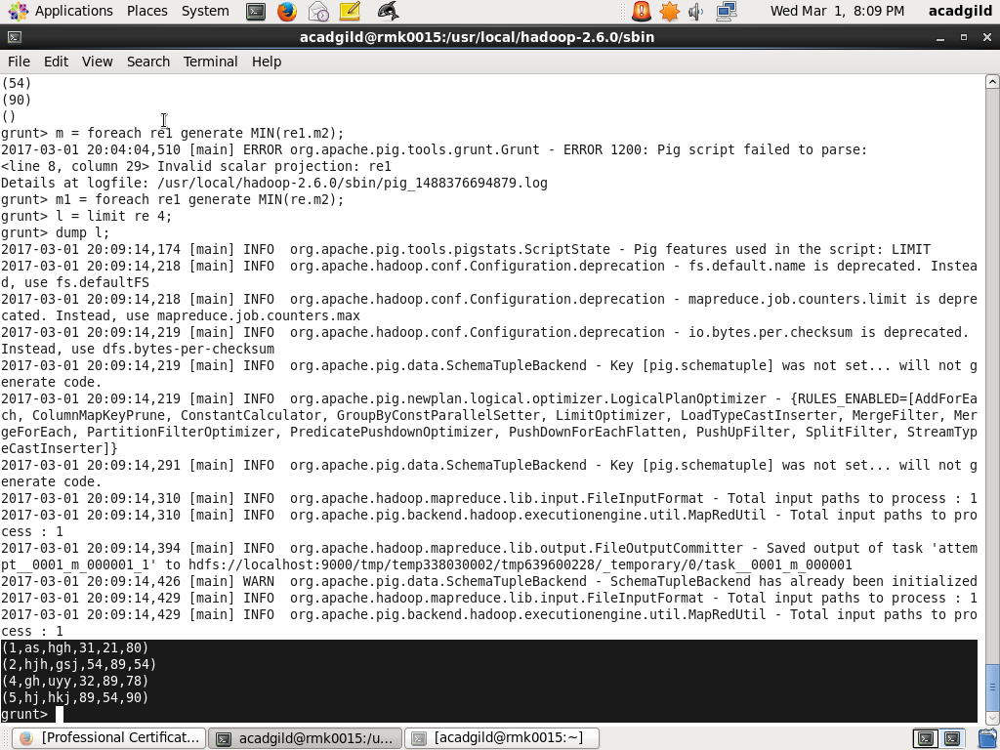 Applications Places System Wed Mar 1, 8:09 PM acadgild
acadgild@rmk0015:/usr/local/hadoop-2.6.0/sbin
File Edit View Search Terminal Help
(54)
(90)
()
grunt> m = foreach re1 generate MIN(re1.m2);
2017-03-01 20:04:04,510 [main] ERROR org.apache.pig.tools.grunt.Grunt - ERROR 1200: Pig script failed to parse:
<line 8, column 29> Invalid scalar projection: re1
Details at logfile: /usr/local/hadoop-2.6.0/sbin/pig_1488376694879.log
grunt> m1 = foreach re1 generate MIN(re.m2);
grunt> l = limit re 4;
grunt> dump l;
2017-03-01 20:09:14,174 [main] INFO  org.apache.pig.tools.pigstats.ScriptState - Pig features used in the script: LIMIT
2017-03-01 20:09:14,218 [main] INFO  org.apache.hadoop.conf.Configuration.deprecation - fs.default.name is deprecated. Instea
d, use fs.defaultFS
2017-03-01 20:09:14,218 [main] INFO  org.apache.hadoop.conf.Configuration.deprecation - mapreduce.job.counters.limit is depre
cated. Instead, use mapreduce.job.counters.max
2017-03-01 20:09:14,219 [main] INFO  org.apache.hadoop.conf.Configuration.deprecation - io.bytes.per.checksum is deprecated.
Instead, use dfs.bytes-per-checksum
2017-03-01 20:09:14,219 [main] INFO  org.apache.pig.data.SchemaTupleBackend - Key [pig.schematuple] was not set... will not g
enerate code.
2017-03-01 20:09:14,219 [main] INFO  org.apache.pig.newplan.logical.optimizer.LogicalPlanOptimizer - {RULES_ENABLED=[AddForEa
ch, ColumnMapKeyPrune, ConstantCalculator, GroupByConstParallelSetter, LimitOptimizer, LoadTypeCastInserter, MergeFilter, Mer
geForEach, PartitionFilterOptimizer, PredicatePushdownOptimizer, PushDownForEachFlatten, PushUpFilter, SplitFilter, StreamTyp
eCastInserter]}
2017-03-01 20:09:14,291 [main] INFO  org.apache.pig.data.SchemaTupleBackend - Key [pig.schematuple] was not set... will not g
enerate code.
2017-03-01 20:09:14,310 [main] INFO  org.apache.hadoop.mapreduce.lib.input.FileInputFormat - Total input paths to process : 1
2017-03-01 20:09:14,310 [main] INFO  org.apache.pig.backend.hadoop.executionengine.util.MapRedUtil - Total input paths to pro
cess : 1
2017-03-01 20:09:14,394 [main] INFO  org.apache.hadoop.mapreduce.lib.output.FileOutputCommitter - Saved output of task 'attem
pt__0001_m_000001_1' to hdfs://localhost:9000/tmp/temp338030002/tmp639600228/_temporary/0/task__0001_m_000001
2017-03-01 20:09:14,426 [main] WARN  org.apache.pig.data.SchemaTupleBackend - SchemaTupleBackend has already been initialized
2017-03-01 20:09:14,429 [main] INFO  org.apache.hadoop.mapreduce.lib.input.FileInputFormat - Total input paths to process : 1
2017-03-01 20:09:14,429 [main] INFO  org.apache.pig.backend.hadoop.executionengine.util.MapRedUtil - Total input paths to pro
cess : 1
(1,as,hgh,31,21,80)
(2,hjh,gsj,54,89,54)
(4,gh,uyy,32,89,78)
(5,hj,hkj,89,54,90)
grunt>
[Professional Certificat... acadgild@rmk0015:/u... [acadgild@rmk0015:~]